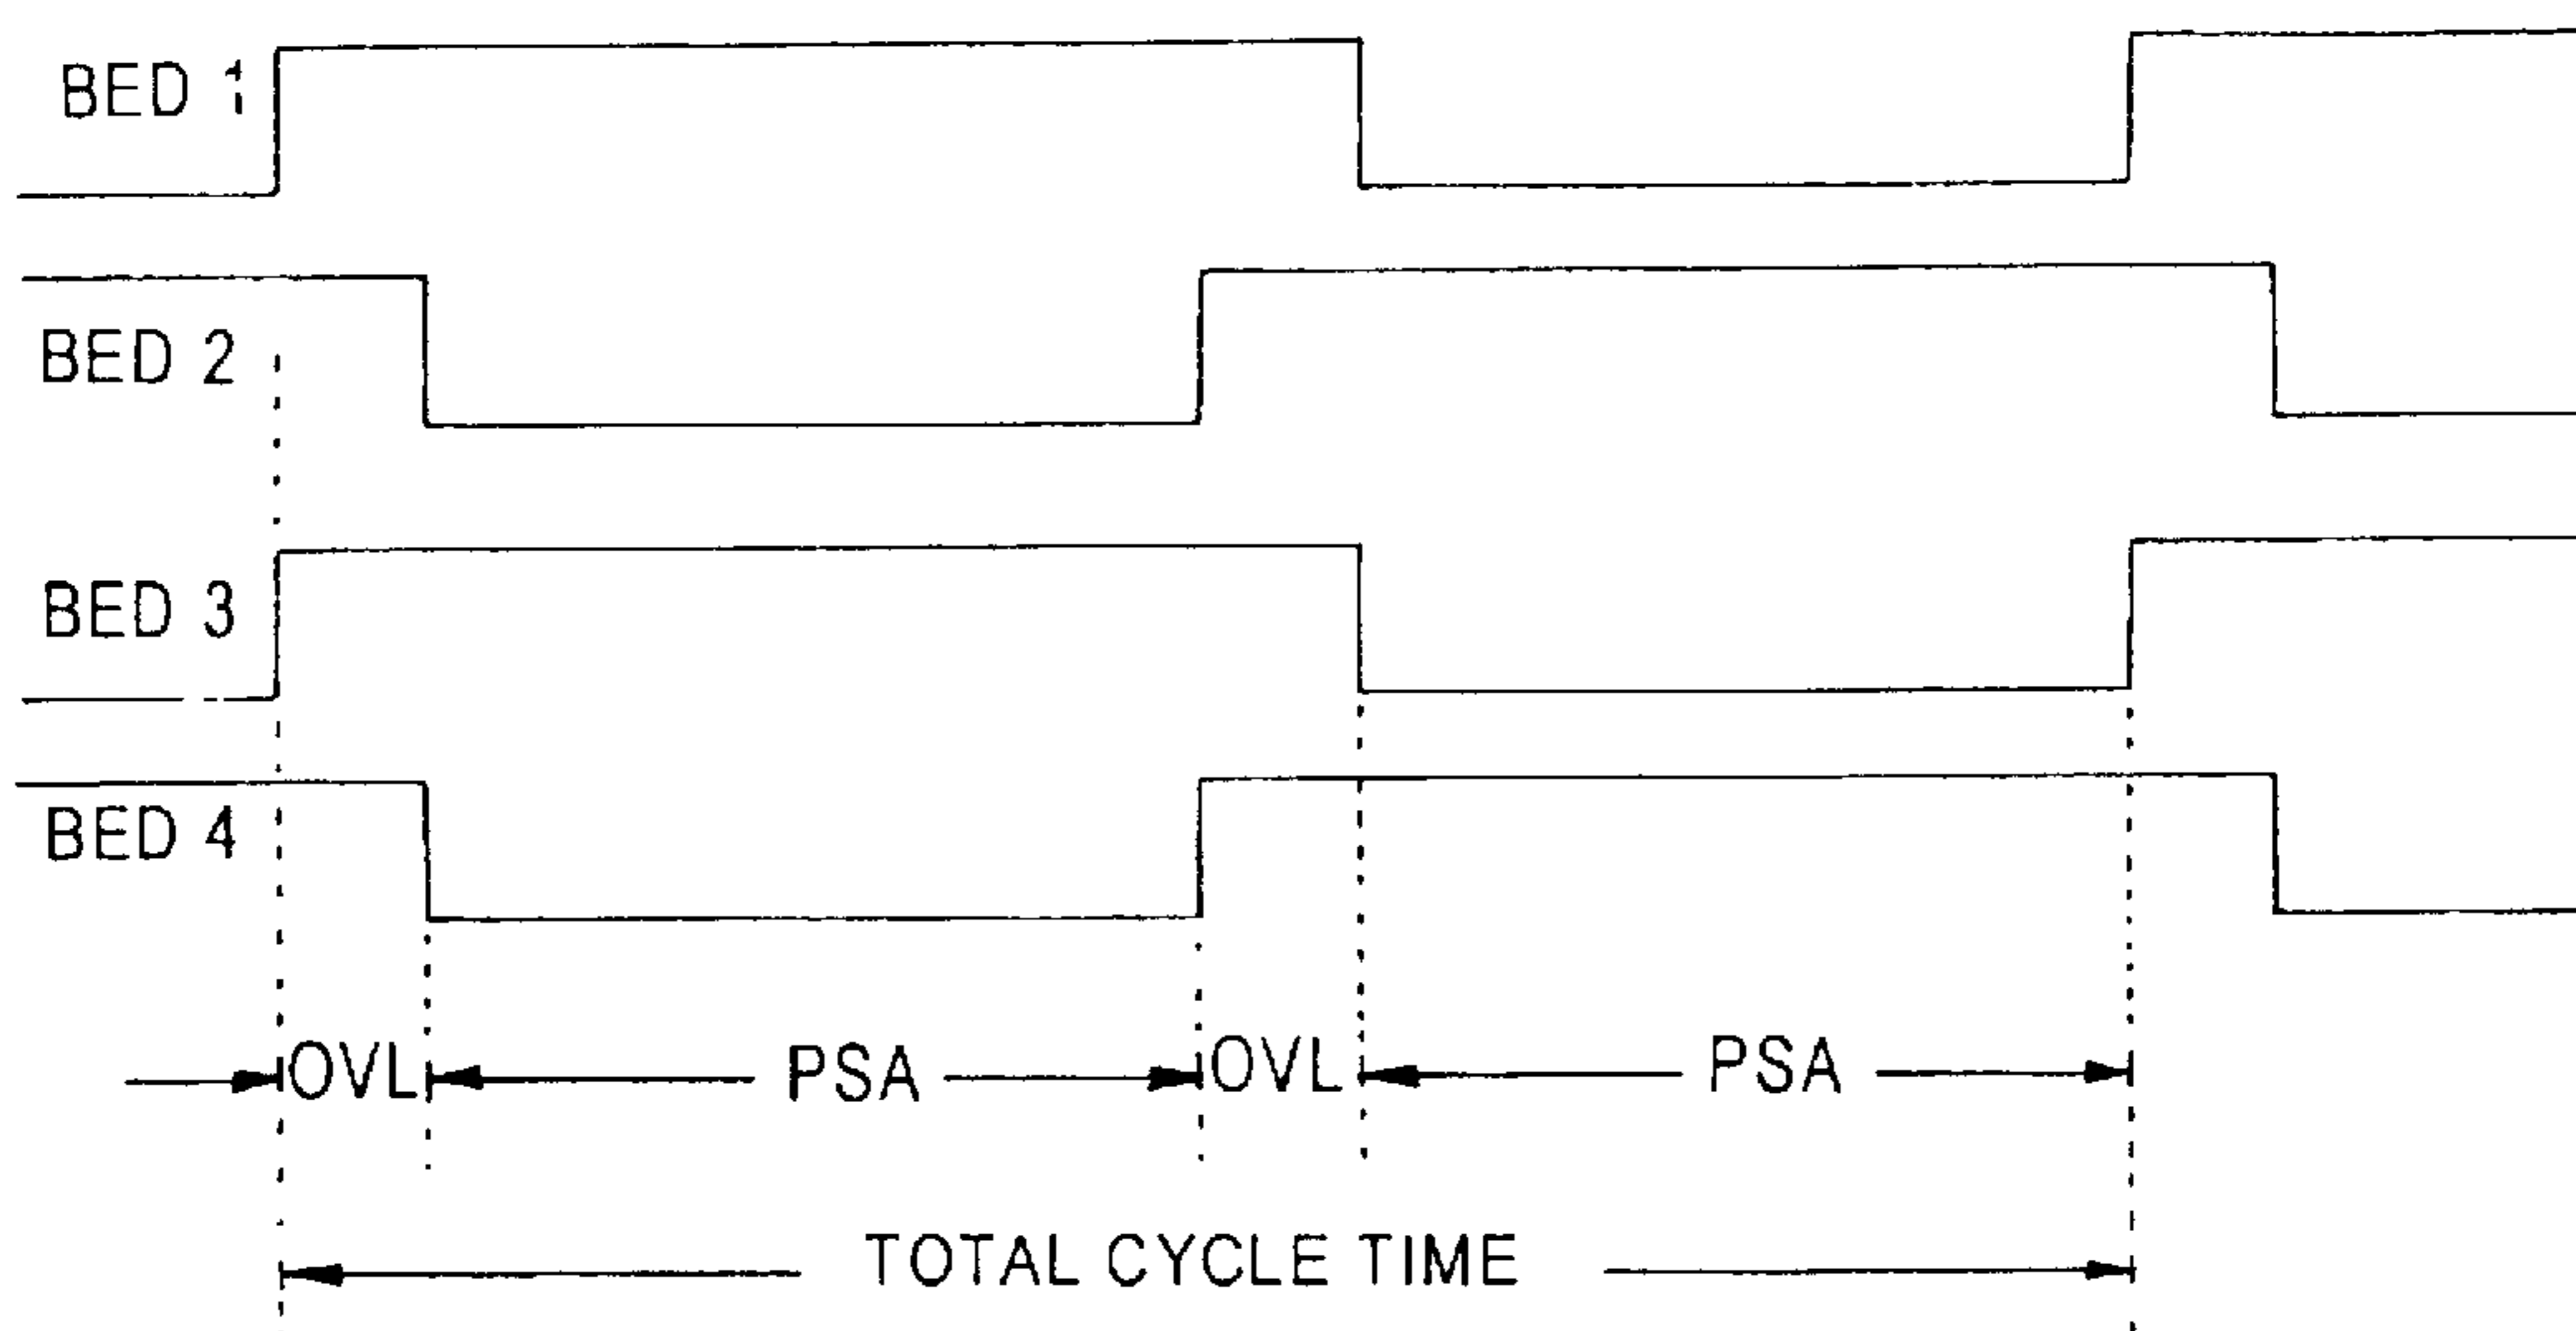 BED 1
BED 2
BED 3
BED 4
OVL PSA OVL PSA
TOTAL CYCLE TIME